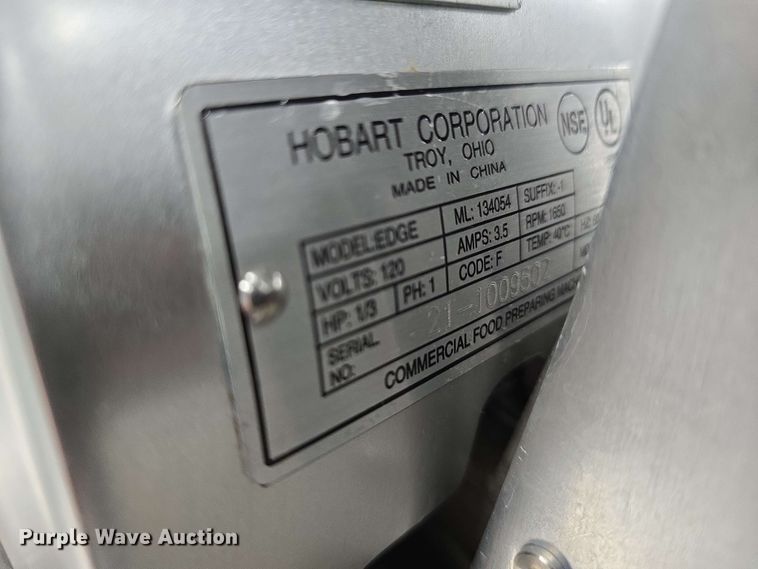 HOBART CORPORATION
TROY, OHIO
MADE IN CHINA
NSF
UL
MODEL:EDGE ML: 134054 SUFFIX: -1
VOLTS: 120 AMPS: 3.5 RPM: 1650
HP: 1/3 PH: 1 CODE: F TEMP: 40°C
SERIAL NO: 21-1009502
COMMERCIAL FOOD PREPARING
Purple Wave Auction